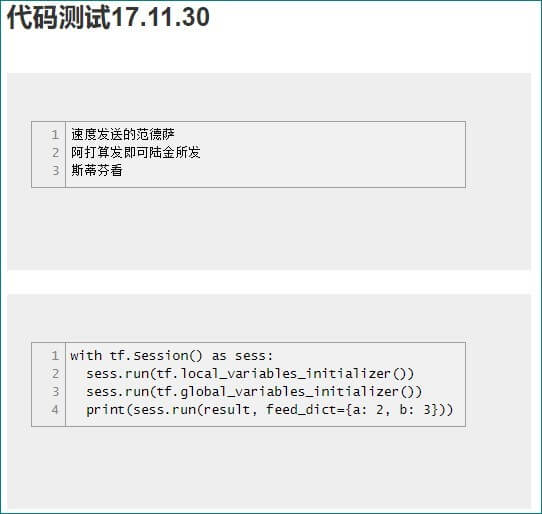 代码测试17.11.30
1 速度发送的范德萨
2 阿打算发即可陆金所发
3 斯蒂芬看
1 with tf.Session() as sess:
2   sess.run(tf.local_variables_initializer())
3   sess.run(tf.global_variables_initializer())
4   print(sess.run(result, feed_dict={a: 2, b: 3}))